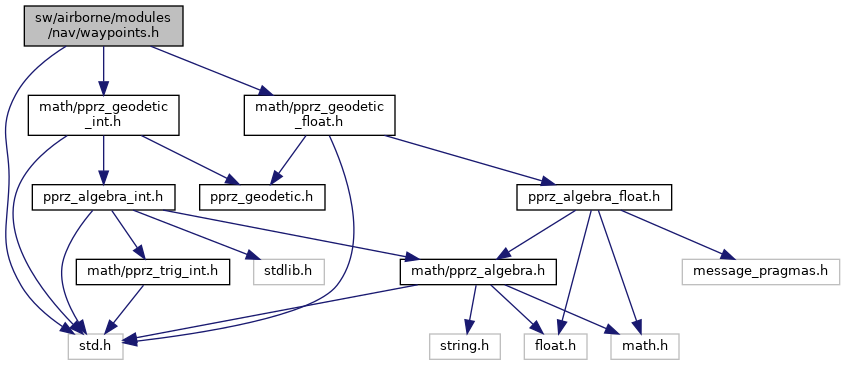 sw/airborne/modules
/nav/waypoints.h
math/pprz_geodetic
_int.h
math/pprz_geodetic
_float.h
pprz_algebra_int.h
pprz_geodetic.h
pprz_algebra_float.h
math/pprz_trig_int.h
stdlib.h
math/pprz_algebra.h
message_pragmas.h
std.h
string.h
float.h
math.h